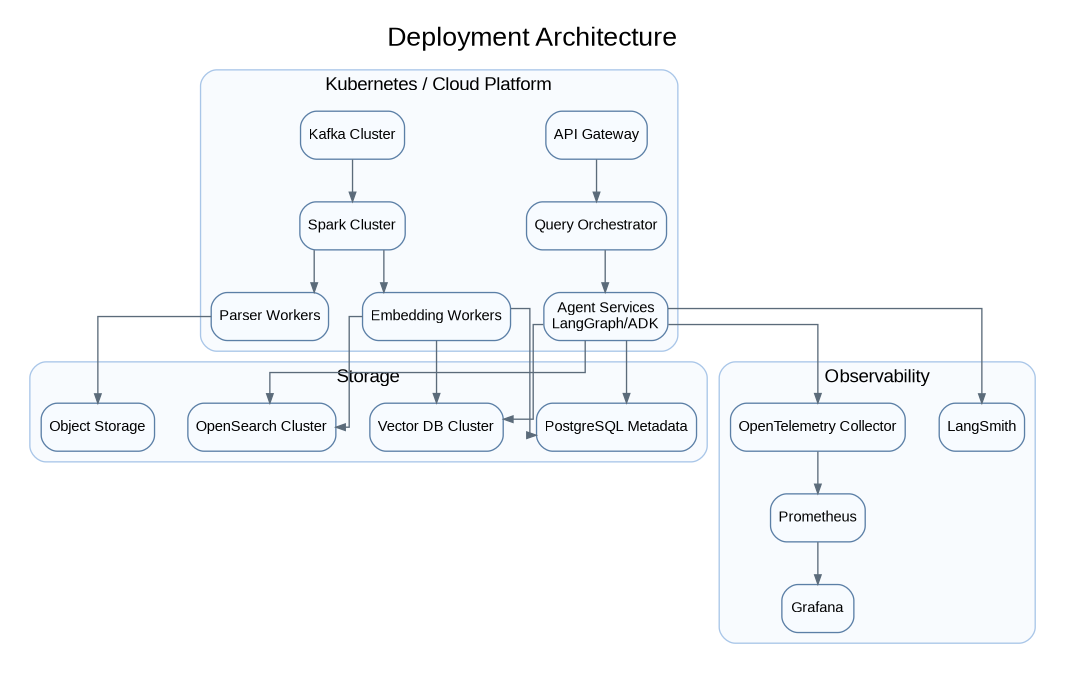 Deployment Architecture
Kubernetes / Cloud Platform
Kafka Cluster
API Gateway
Spark Cluster
Query Orchestrator
Parser Workers
Embedding Workers
Agent Services
LangGraph/ADK
Storage
Observability
Object Storage
OpenSearch Cluster
Vector DB Cluster
PostgreSQL Metadata
OpenTelemetry Collector
LangSmith
Prometheus
Grafana